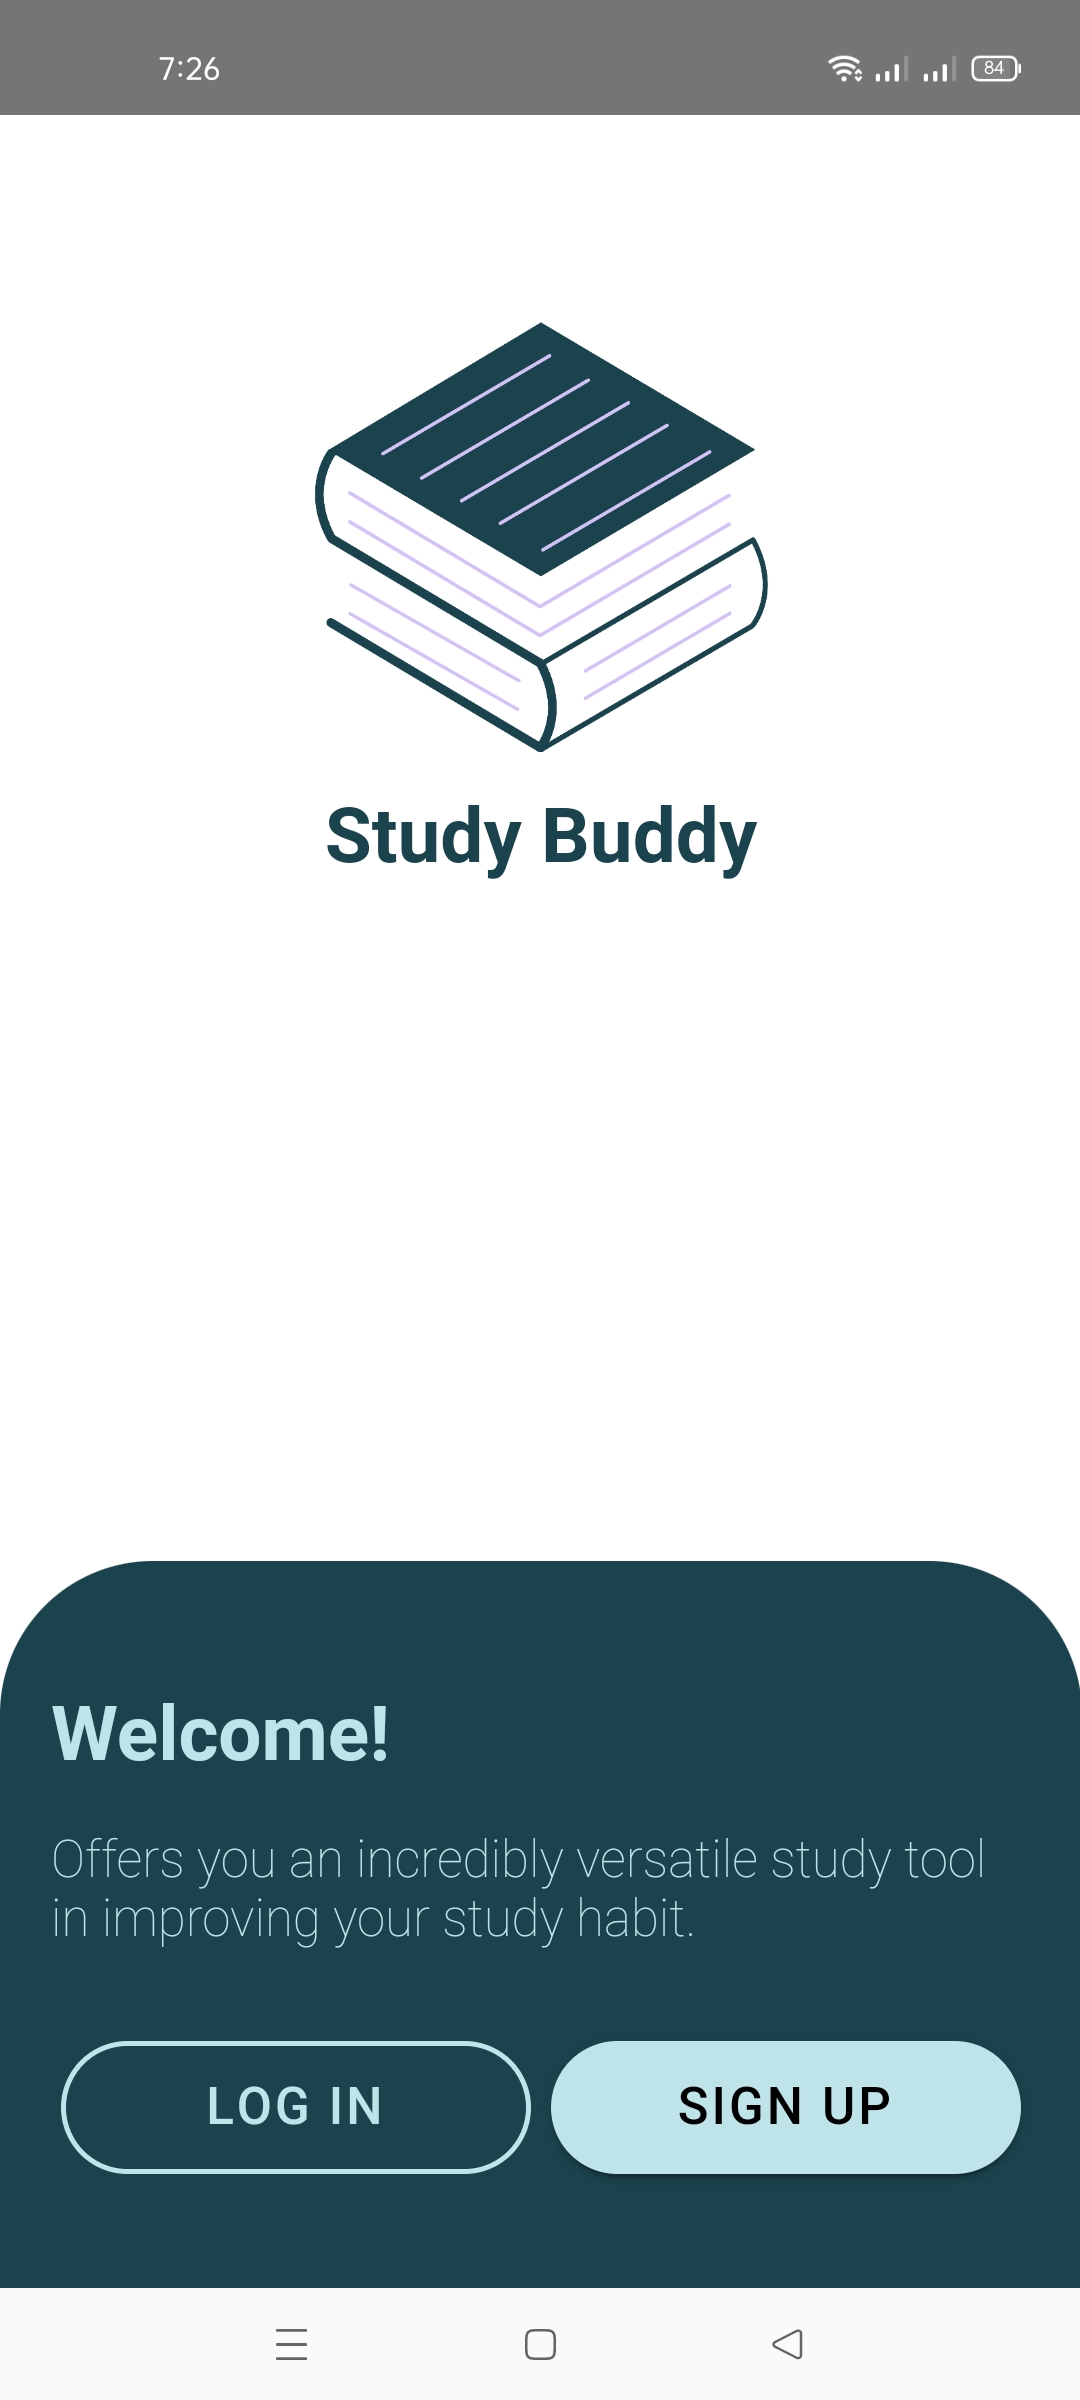 7:26
84
Study Buddy
Welcome!
Offers you an incredibly versatile study tool
in improving your study habit.
LOG IN
SIGN UP